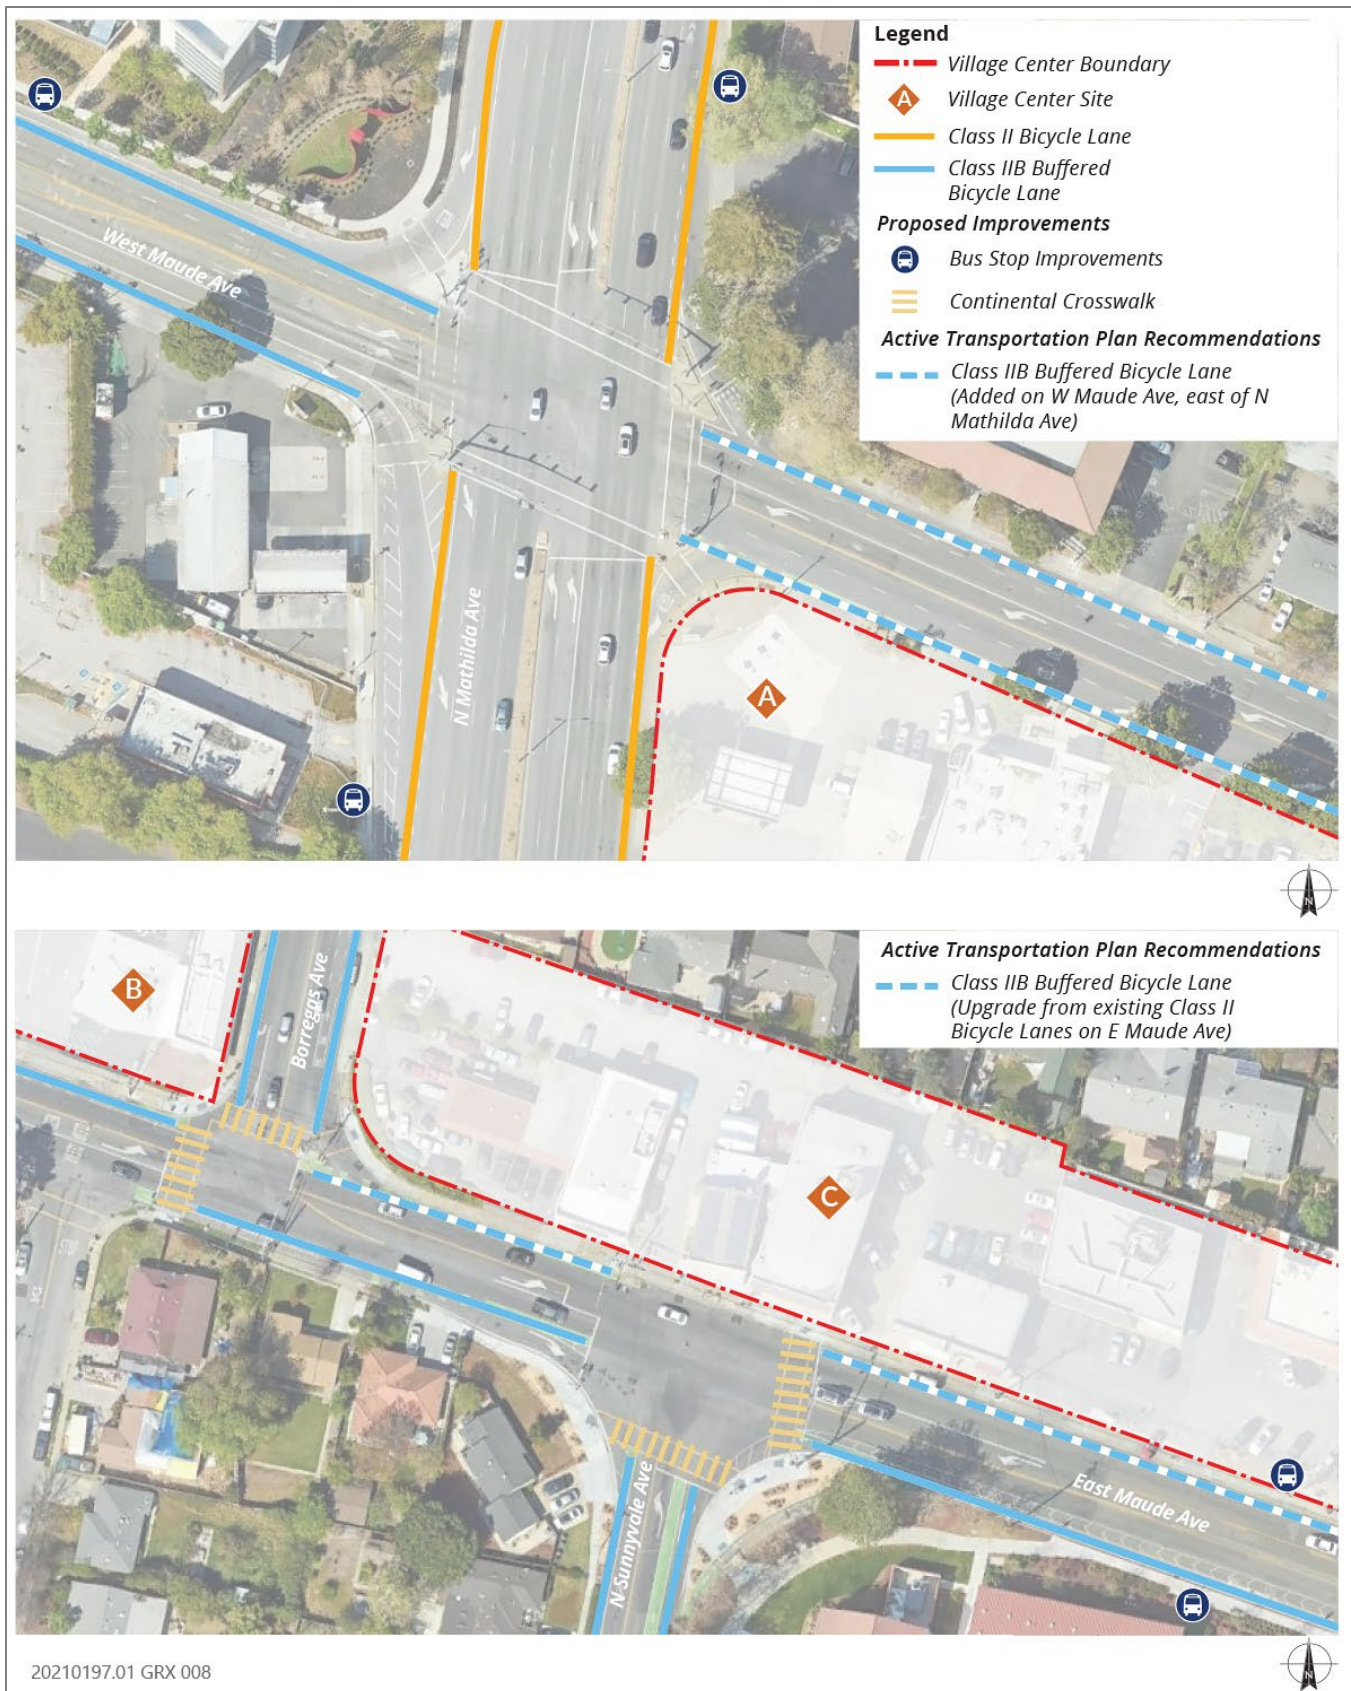 Legend
Village Center Boundary
A
Village Center Site
Class II Bicycle Lane
Class IIB Buffered
Bicycle Lane
Proposed Improvements
Bus Stop Improvements
Continental Crosswalk
Active Transportation Plan Recommendations
Class IIB Buffered Bicycle Lane
(Added on W Maude Ave, east of N
Mathilda Ave)
West Maude Ave
N Mathilda Ave
A
N
Active Transportation Plan Recommendations
Class IIB Buffered Bicycle Lane
(Upgrade from existing Class II
Bicycle Lanes on E Maude Ave)
B
Borreggs Ave
C
East Maude Ave
N Sunnyvale Ave
N
20210197.01 GRX 008